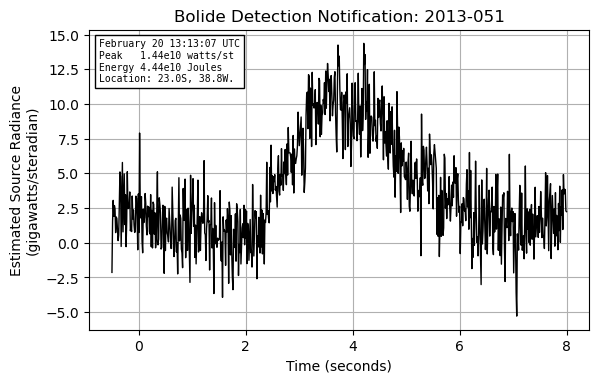 Bolide Detection Notification: 2013-051
February 20 13:13:07 UTC
Peak   1.44e10 watts/st
Energy 4.44e10 Joules
Location: 23.0S, 38.8W.
Estimated Source Radiance
(gigawatts/steradian)
15.0
12.5
10.0
7.5
5.0
2.5
0.0
−2.5
−5.0
0 2 4 6 8
Time (seconds)